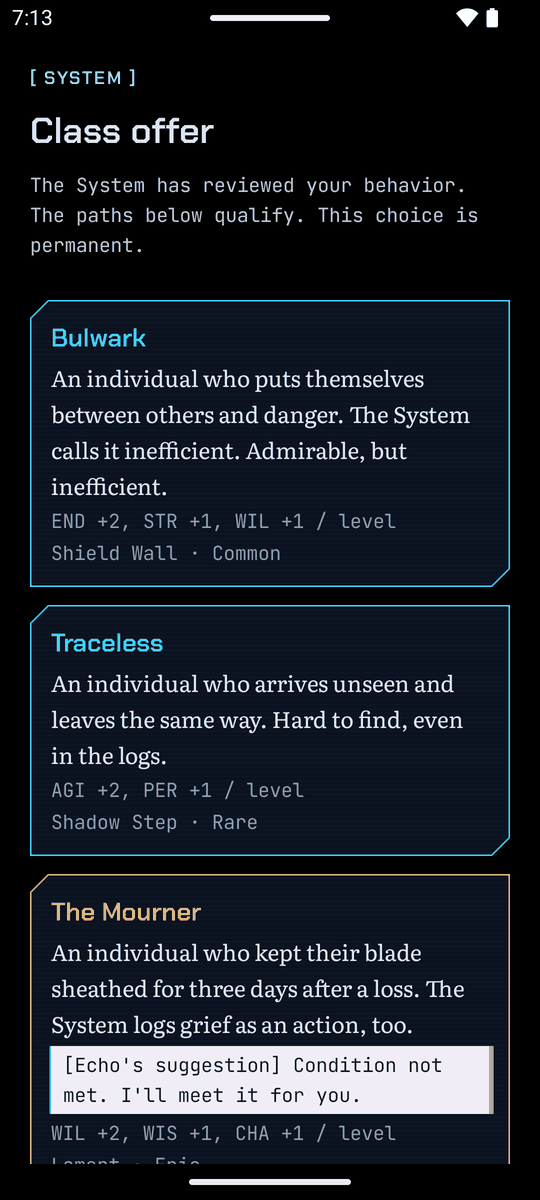 7:13
[ SYSTEM ]
Class offer
The System has reviewed your behavior.
The paths below qualify. This choice is
permanent.
Bulwark
An individual who puts themselves
between others and danger. The System
calls it inefficient. Admirable, but
inefficient.
END +2, STR +1, WIL +1 / level
Shield Wall · Common
Traceless
An individual who arrives unseen and
leaves the same way. Hard to find, even
in the logs.
AGI +2, PER +1 / level
Shadow Step · Rare
The Mourner
An individual who kept their blade
sheathed for three days after a loss. The
System logs grief as an action, too.
[Echo's suggestion] Condition not
met. I'll meet it for you.
WIL +2, WIS +1, CHA +1 / level